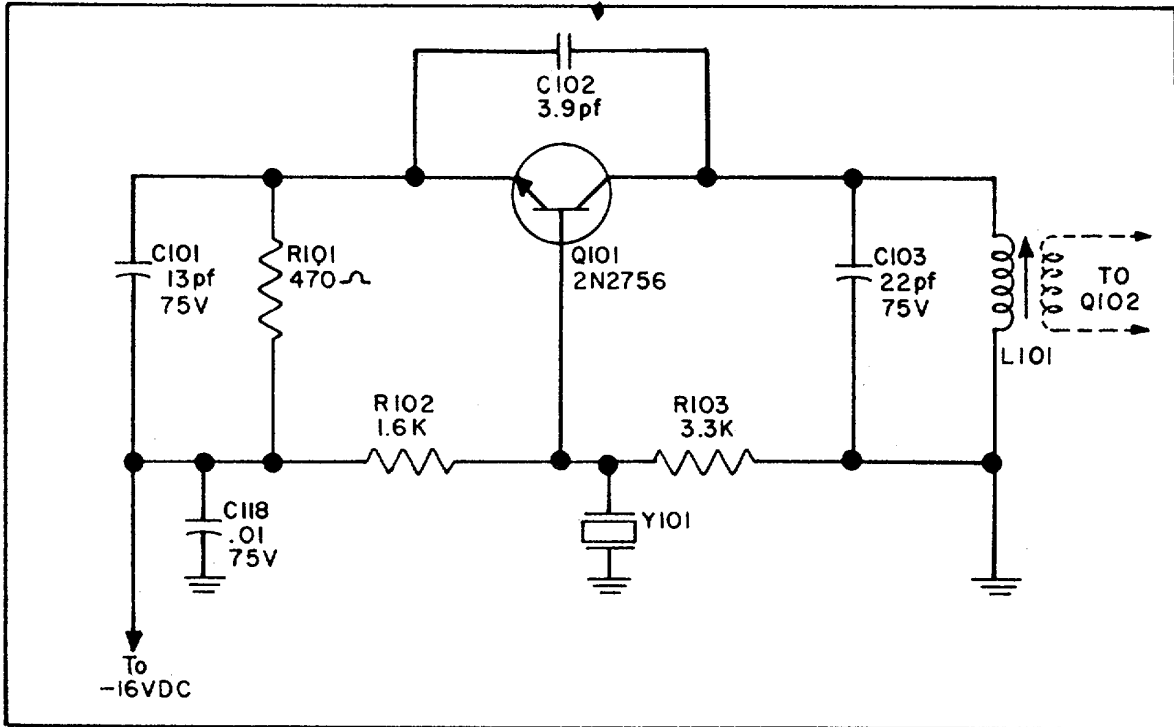 C102
3.9pf
C101
13pf
75V
R101
470
Q101
2N2756
C103
22pf
75V
TO
Q102
L101
R102
1.6K
R103
3.3K
C118
.01
75V
Y101
To
-16VDC